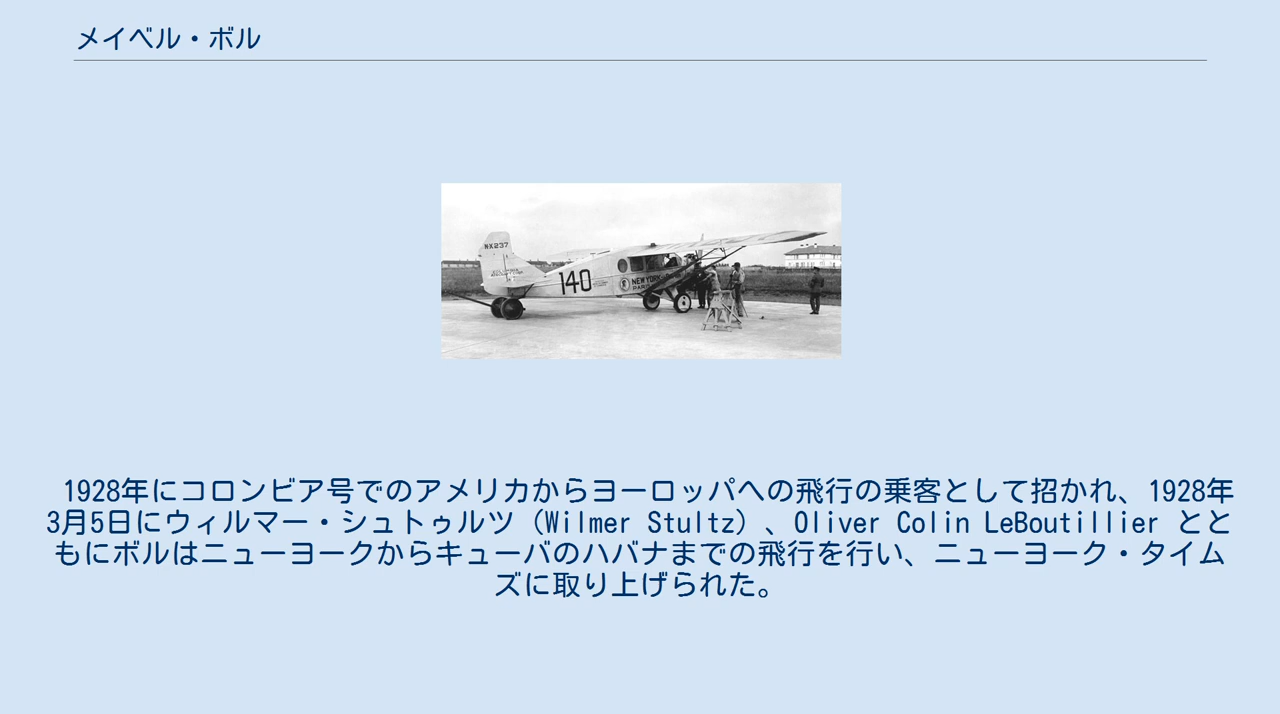 メイベル・ボル
NX237
140
NEW YORK
1928年にコロンビア号でのアメリカからヨーロッパへの飛行の乗客として招かれ、1928年
3月5日にウィルマー・シュトゥルツ（Wilmer Stultz）、Oliver Colin LeBoutillier とと
もにボルはニューヨークからキューバのハバナまでの飛行を行い、ニューヨーク・タイム
ズに取り上げられた。